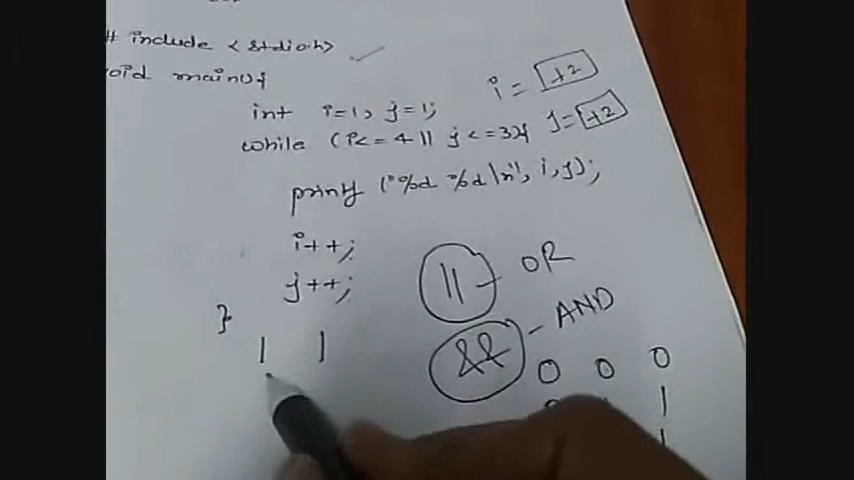 # include < stdio.h>
void main(){
int i=1, j=1;
while (i<=4 || j<=3){
printf ("%d %d\n", i, j);
i++;
j++;
}
1 1
i = +2
j = +2
|| - OR
&& - AND
0 0 0
1